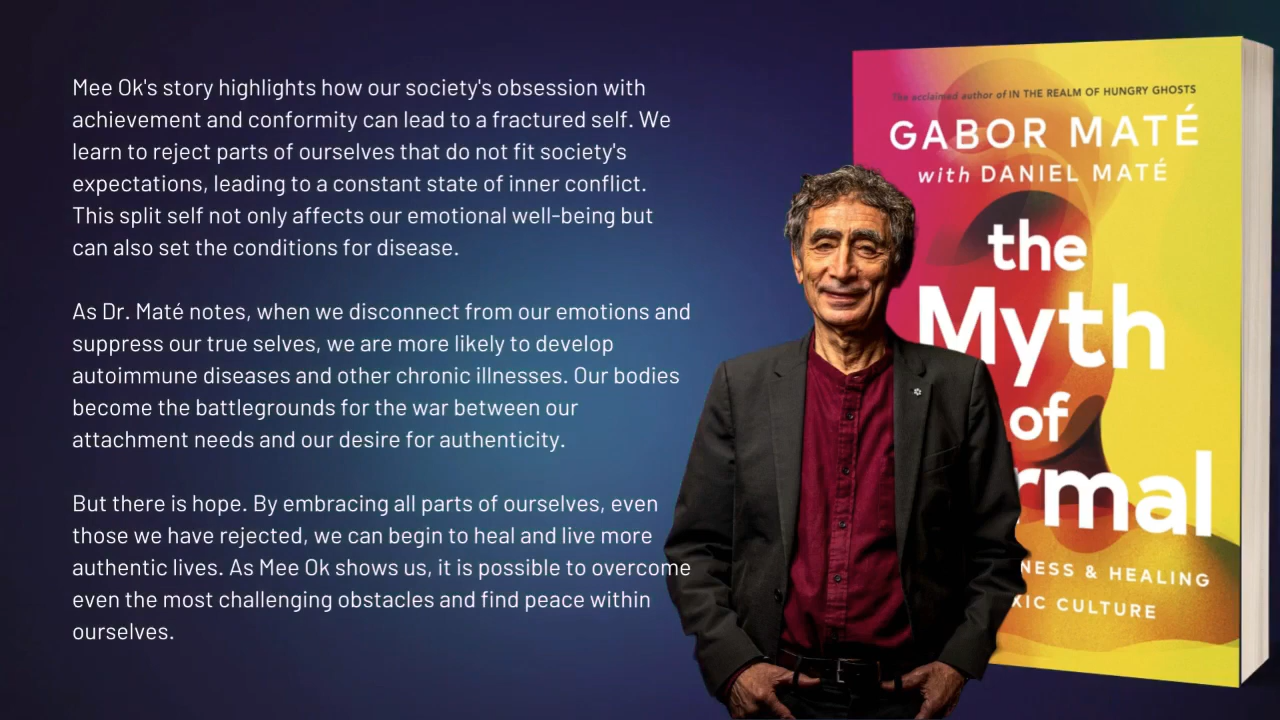 Mee Ok's story highlights how our society's obsession with
achievement and conformity can lead to a fractured self. We
learn to reject parts of ourselves that do not fit society's
expectations, leading to a constant state of inner conflict.
This split self not only affects our emotional well-being but
can also set the conditions for disease.
As Dr. Maté notes, when we disconnect from our emotions and
suppress our true selves, we are more likely to develop
autoimmune diseases and other chronic illnesses. Our bodies
become the battlegrounds for the war between our
attachment needs and our desire for authenticity.
But there is hope. By embracing all parts of ourselves, even
those we have rejected, we can begin to heal and live more
authentic lives. As Mee Ok shows us, it is possible to overcome
even the most challenging obstacles and find peace within
ourselves.
The acclaimed author of IN THE REALM OF HUNGRY GHOSTS
GABOR MATÉ
with DANIEL MATÉ
the
Myth
of
rmal
NESS & HEALING
XIC CULTURE